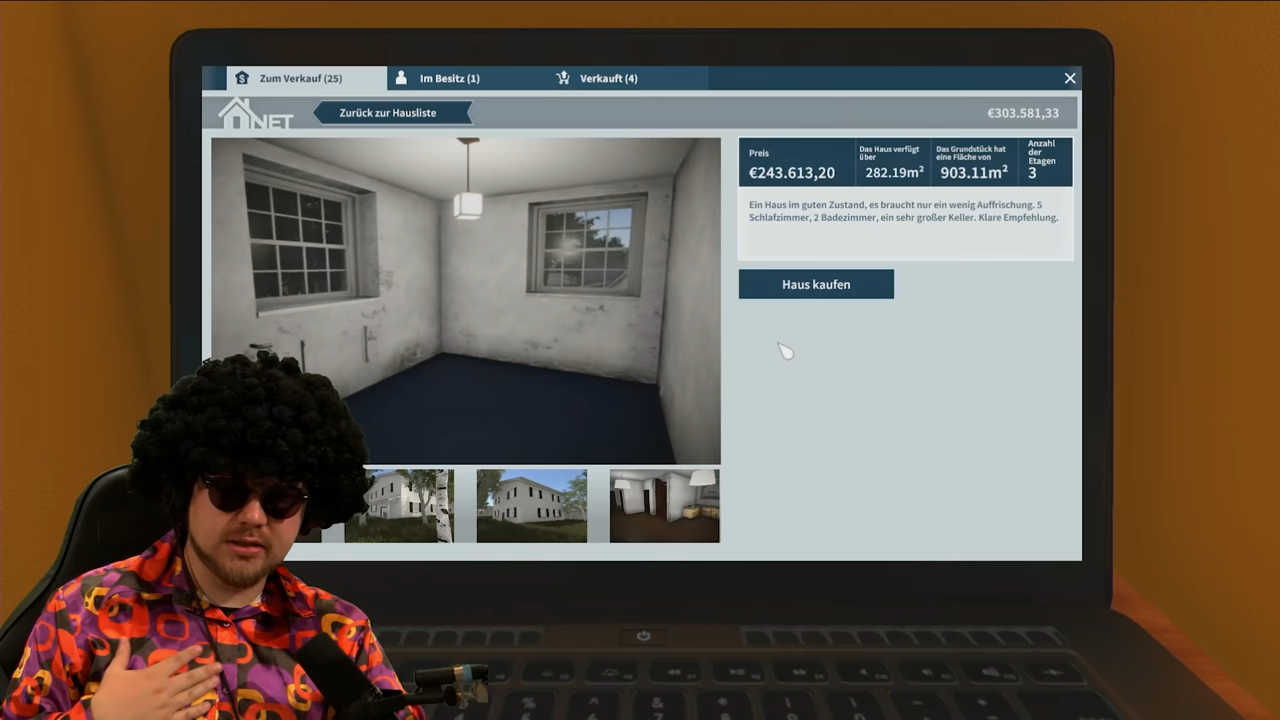 Zum Verkauf (25)
Im Besitz (1)
Verkauft (4)
NET
Zurück zur Hausliste
€303.581,33
Preis
€243.613,20
Das Haus verfügt
über
282.19m²
Das Grundstück hat
eine Fläche von
903.11m²
Anzahl
der
Etagen
3
Ein Haus im guten Zustand, es braucht nur ein wenig Auffrischung. 5
Schlafzimmer, 2 Badezimmer, ein sehr großer Keller. Klare Empfehlung.
Haus kaufen